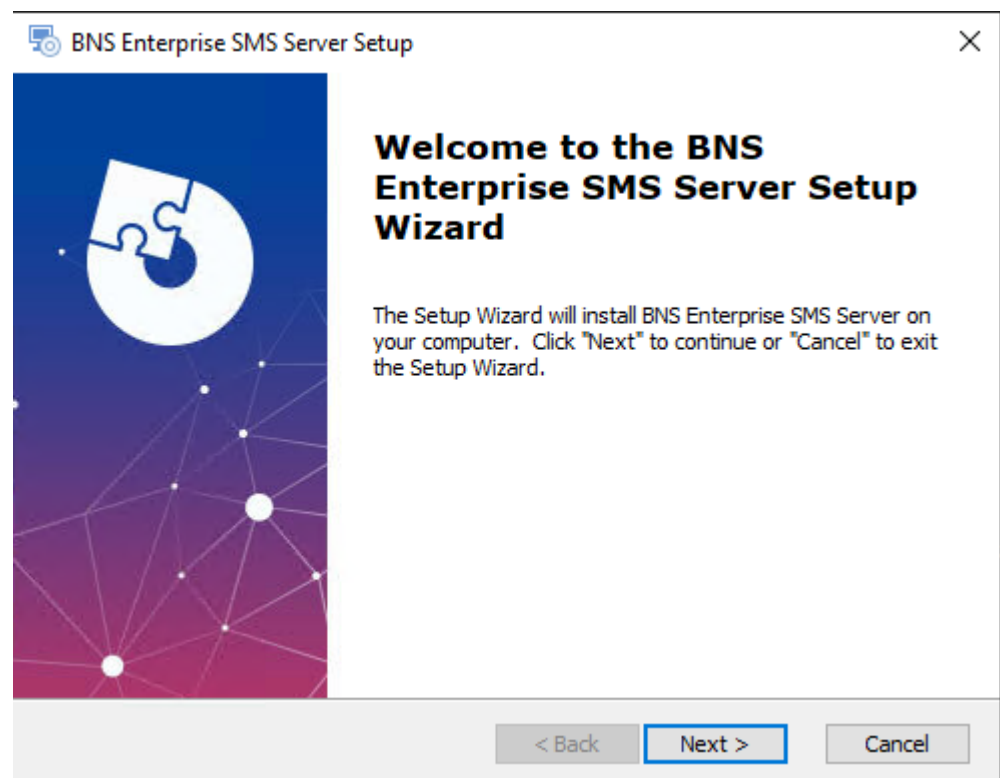 BNS Enterprise SMS Server Setup
Welcome to the BNS
Enterprise SMS Server Setup
Wizard
The Setup Wizard will install BNS Enterprise SMS Server on
your computer.  Click "Next" to continue or "Cancel" to exit
the Setup Wizard.
< Back
Next >
Cancel